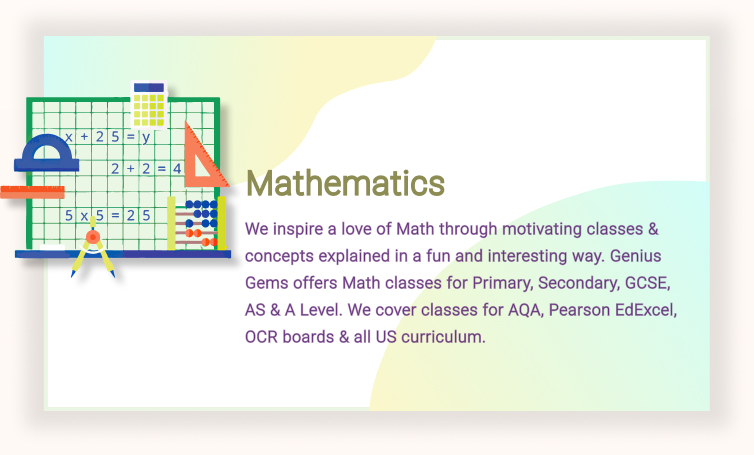 x + 2 5 = y
2 + 2 = 4
5 x 5 = 2 5
Mathematics
We inspire a love of Math through motivating classes &
concepts explained in a fun and interesting way. Genius
Gems offers Math classes for Primary, Secondary, GCSE,
AS & A Level. We cover classes for AQA, Pearson EdExcel,
OCR boards & all US curriculum.